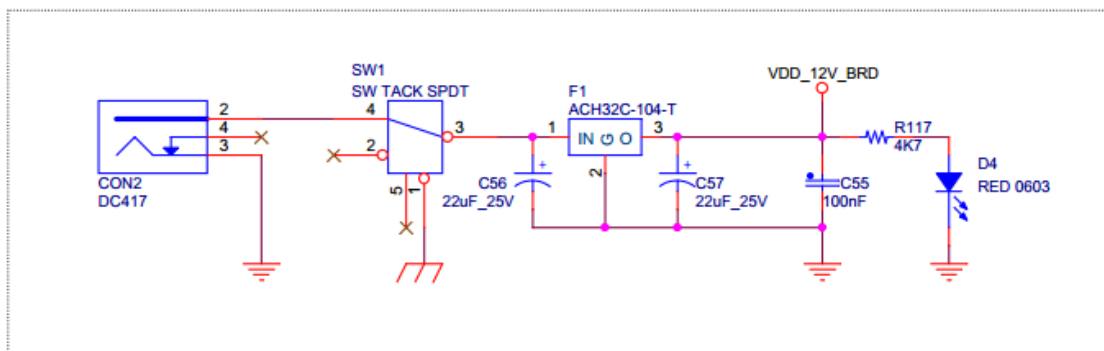 SW1
SW TACK SPDT
F1
ACH32C-104-T
VDD_12V_BRD
2
4
3
CON2
DC417
4
3
2
5
1
1
IN G O
3
2
C56
22uF_25V
C57
22uF_25V
C55
100nF
R117
4K7
D4
RED 0603